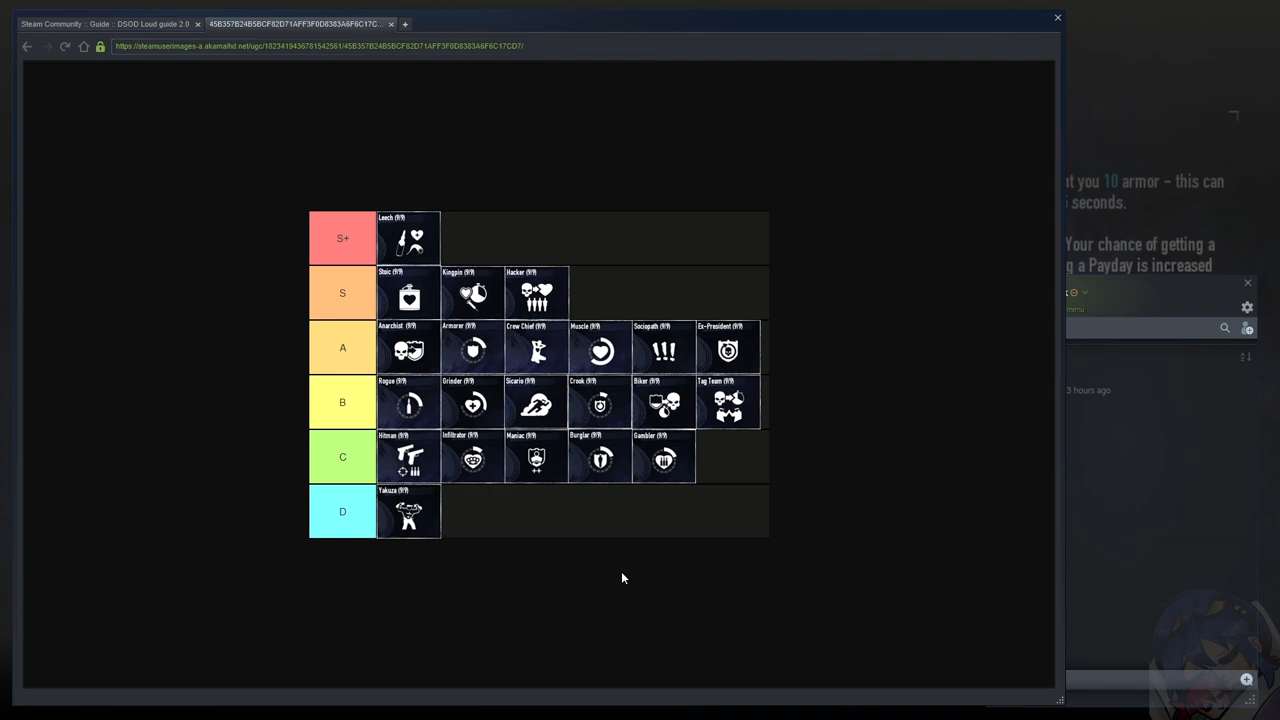 Steam Community :: Guide :: DSOD Loud guide 2.0
45B357B24B5BCF82D71AFF3F0D8383A6F6C17C...
https://steamuserimages-a.akamaihd.net/ugc/1823419436781542561/45B357B24B5BCF82D71AFF3F0D8383A6F6C17CD7/
S+
Leech (9/9)
S
Stoic (9/9) Kingpin (9/9) Hacker (9/9)
A
Anarchist (9/9) Armorer (9/9) Crew Chief (9/9) Muscle (9/9) Sociopath (9/9) Ex-President (9/9)
B
Rogue (9/9) Grinder (9/9) Sicario (9/9) Crook (9/9) Biker (9/9) Tag Team (9/9)
C
Hitman (9/9) Infiltrator (9/9) Maniac (9/9) Burglar (9/9) Gambler (9/9)
D
Yakuza (9/9)
nt you 10 armor - this can
seconds.
Your chance of getting a
g a Payday is increased
menu
3 hours ago